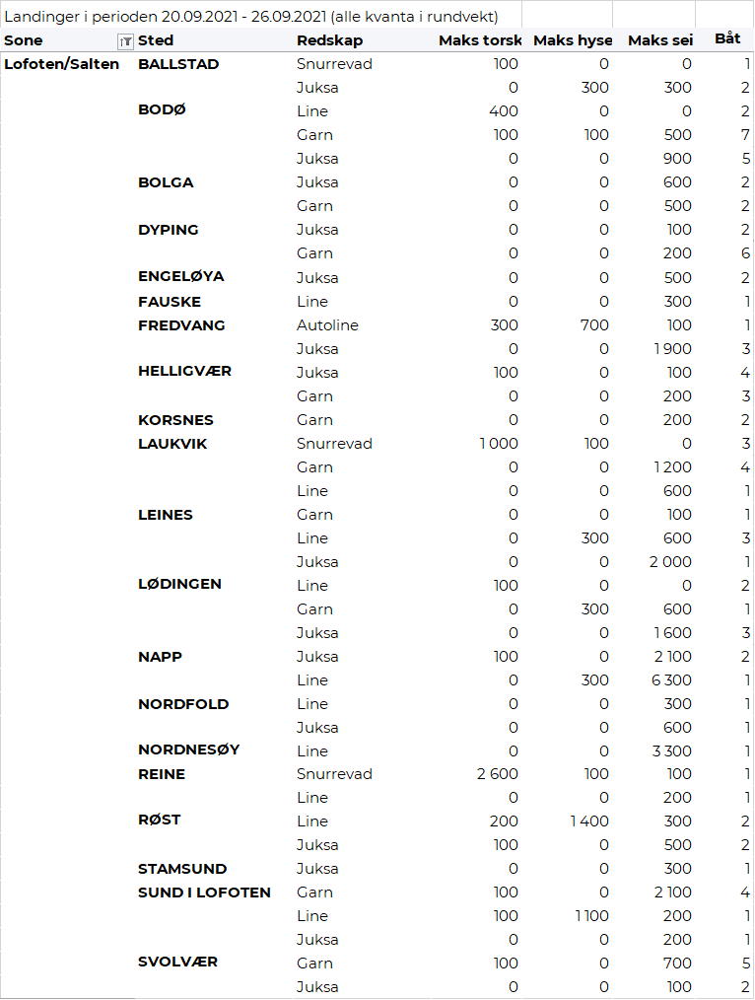 Landinger i perioden 20.09.2021 - 26.09.2021 (alle kvanta i rundvekt)
Sone Sted Redskap Maks torsk Maks hyse Maks sei Båt
Lofoten/Salten BALLSTAD Snurrevad 100 0 0 1
Juksa 0 300 300 2
BODØ Line 400 0 0 2
Garn 100 100 500 7
Juksa 0 0 900 5
BOLGA Juksa 0 0 600 2
Garn 0 0 500 2
DYPING Juksa 0 0 100 2
Garn 0 0 200 6
ENGELØYA Juksa 0 0 500 2
FAUSKE Line 0 0 300 1
FREDVANG Autoline 300 700 100 1
Juksa 0 0 1 900 3
HELLIGVÆR Juksa 100 0 100 4
Garn 0 0 200 3
KORSNES Garn 0 0 200 2
LAUKVIK Snurrevad 1 000 100 0 3
Garn 0 0 1 200 4
Line 0 0 600 1
LEINES Garn 0 0 100 1
Line 0 300 600 3
Juksa 0 0 2 000 1
LØDINGEN Line 100 0 0 2
Garn 0 300 600 1
Juksa 0 0 1 600 3
NAPP Juksa 100 0 2 100 2
Line 0 300 6 300 1
NORDFOLD Line 0 0 300 1
Juksa 0 0 600 1
NORDNESØY Line 0 0 3 300 1
REINE Snurrevad 2 600 100 100 1
Line 0 0 200 1
RØST Line 200 1 400 300 2
Juksa 100 0 500 2
STAMSUND Juksa 0 0 300 1
SUND I LOFOTEN Garn 100 0 2 100 4
Line 100 1 100 200 1
Juksa 0 0 200 1
SVOLVÆR Garn 100 0 700 5
Juksa 0 0 100 2